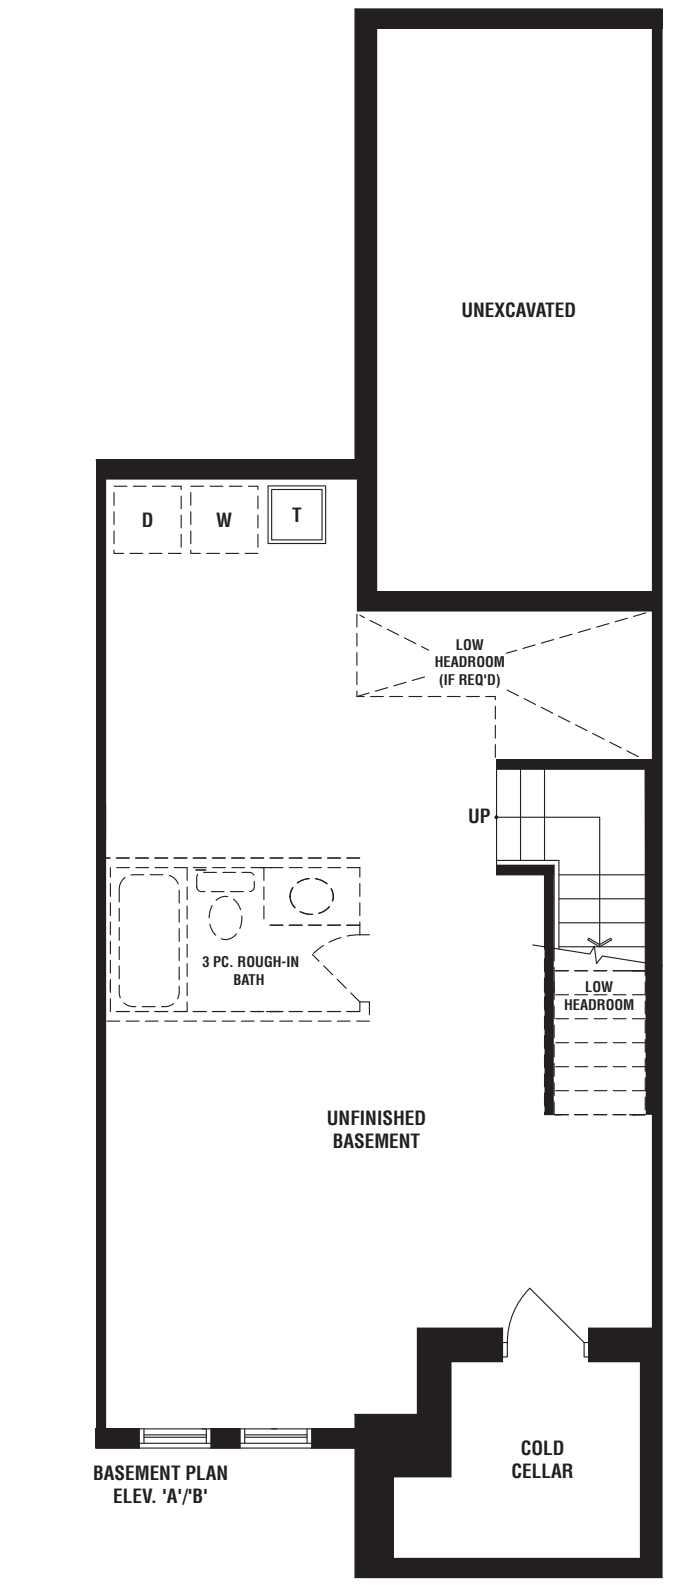 UNEXCAVATED
D
W
T
LOW
HEADROOM
(IF REQ'D)
UP
3 PC. ROUGH-IN
BATH
LOW
HEADROOM
UNFINISHED
BASEMENT
COLD
CELLAR
BASEMENT PLAN
ELEV. 'A'/'B'